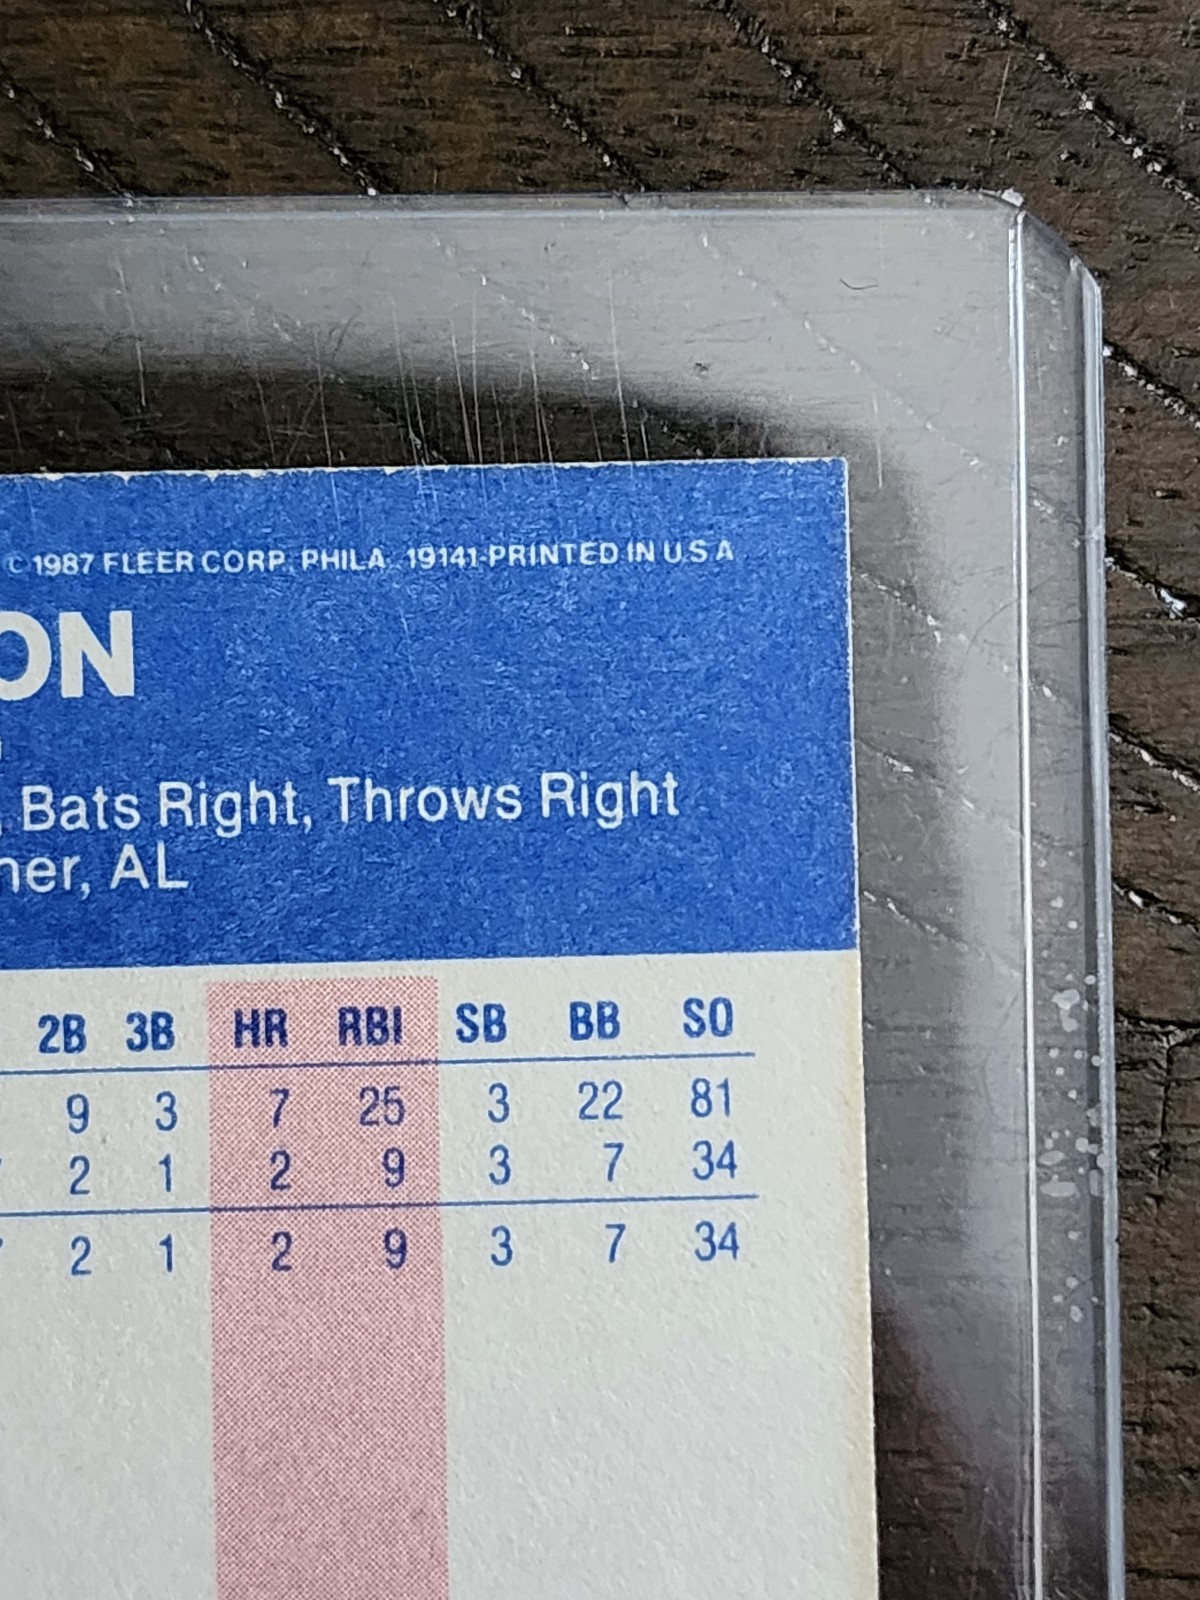 © 1987 FLEER CORP. PHILA. 19141-PRINTED IN U.S.A
ON
, Bats Right, Throws Right
her, AL
2B 3B HR RBI SB BB SO
9 3 7 25 3 22 81
2 1 2 9 3 7 34
2 1 2 9 3 7 34